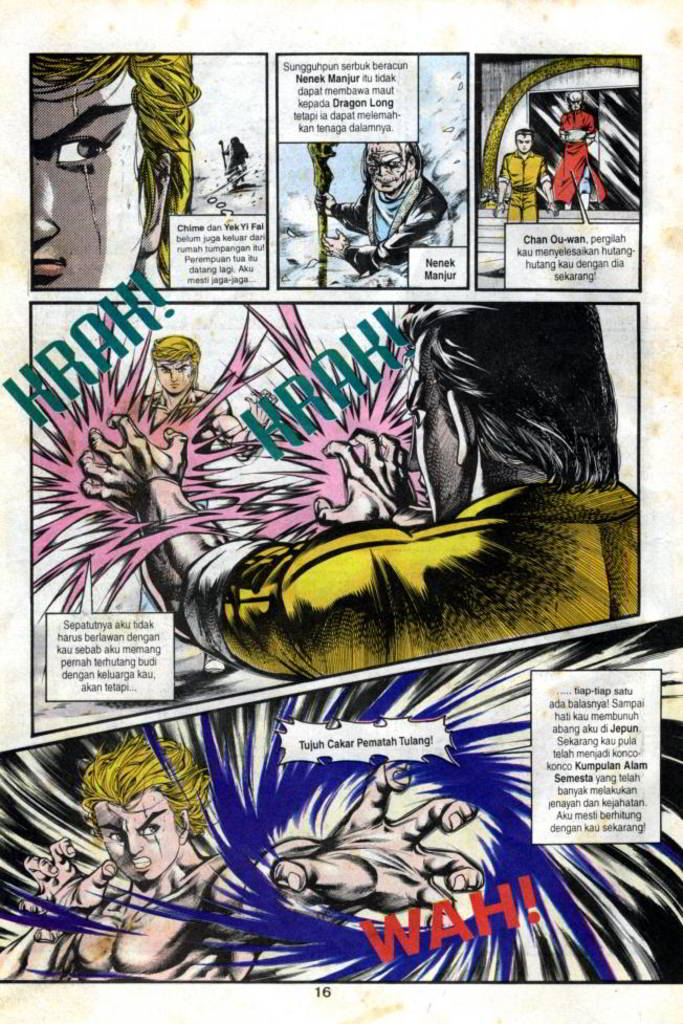 Chime dan YekYi Fai
belum juga keluar dari
rumah tumpangan itu!
Perempuan tua itu
datang lagi. Aku
mesti jaga-jaga...
Sungguhpun serbuk beracun
Nenek Manjur itu tidak
dapat membawa maut
kepada Dragon Long
tetapi ia dapat melemah-
kan tenaga dalamnya.
Nenek
Manjur
Chan Ou-wan, pergilah
kau menyelesaikan hutang-
hutang kau dengan dia
sekarang!
KRAK!
KRAK!
Sepatutnya aku tidak
harus berlawan dengan
kau sebab aku memang
pernah terhutang budi
dengan keluarga kau,
akan tetapi...
..... tiap-tiap satu
ada balasnya! Sampai
hati kau membunuh
abang aku di Jepun.
Sekarang kau pula
telah menjadi konco-
konco Kumpulan Alam
Semesta yang telah
banyak melakukan
jenayah dan kejahatan.
Aku mesti berhitung
dengan kau sekarang!
Tujuh Cakar Pematah Tulang!
WAH!
16